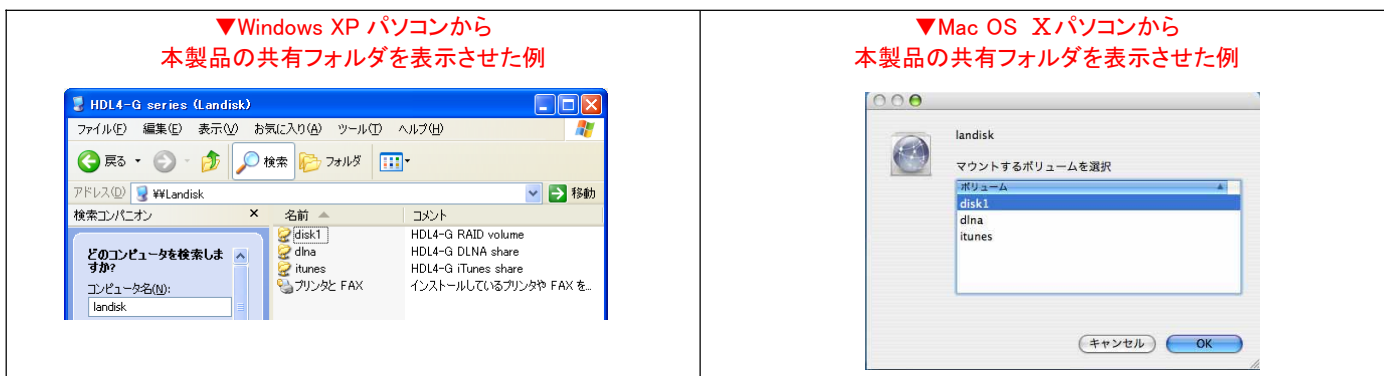 ▼Windows XP パソコンから
本製品の共有フォルダを表示させた例
HDL4-G series (Landisk)
ファイル(F) 編集(E) 表示(V) お気に入り(A) ツール(T) ヘルプ(H)
戻る 検索 フォルダ
アドレス(D) ¥¥Landisk 移動
検索コンパニオン × 名前 コメント
どのコンピュータを検索しま
すか?
コンピュータ名(N):
landisk
disk1 HDL4-G RAID volume
dlna HDL4-G DLNA share
itunes HDL4-G iTunes share
プリンタと FAX インストールしているプリンタや FAX を...
▼Mac OS Xパソコンから
本製品の共有フォルダを表示させた例
landisk
マウントするボリュームを選択
ボリューム
disk1
dlna
itunes
キャンセル OK